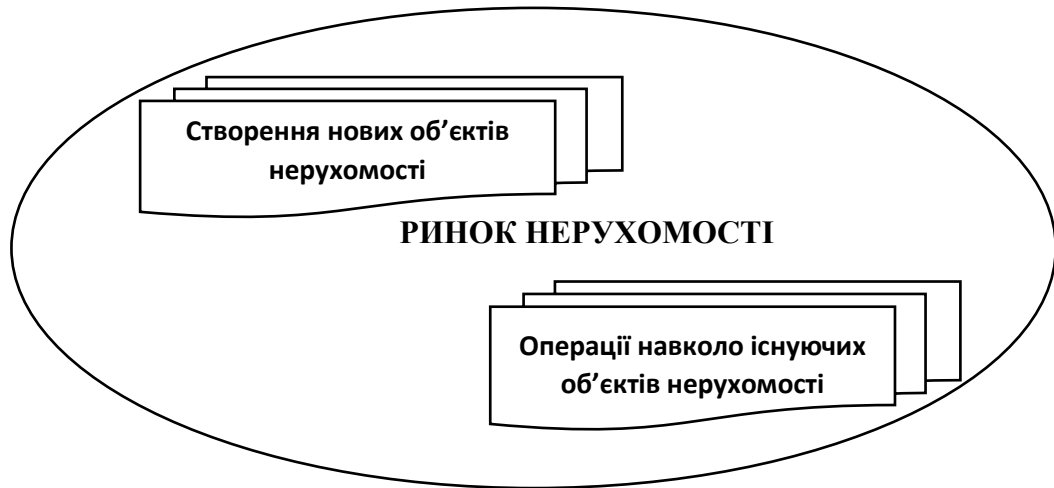 Створення нових об’єктів
нерухомості
РИНОК НЕРУХОМОСТІ
Операції навколо існуючих
об’єктів нерухомості